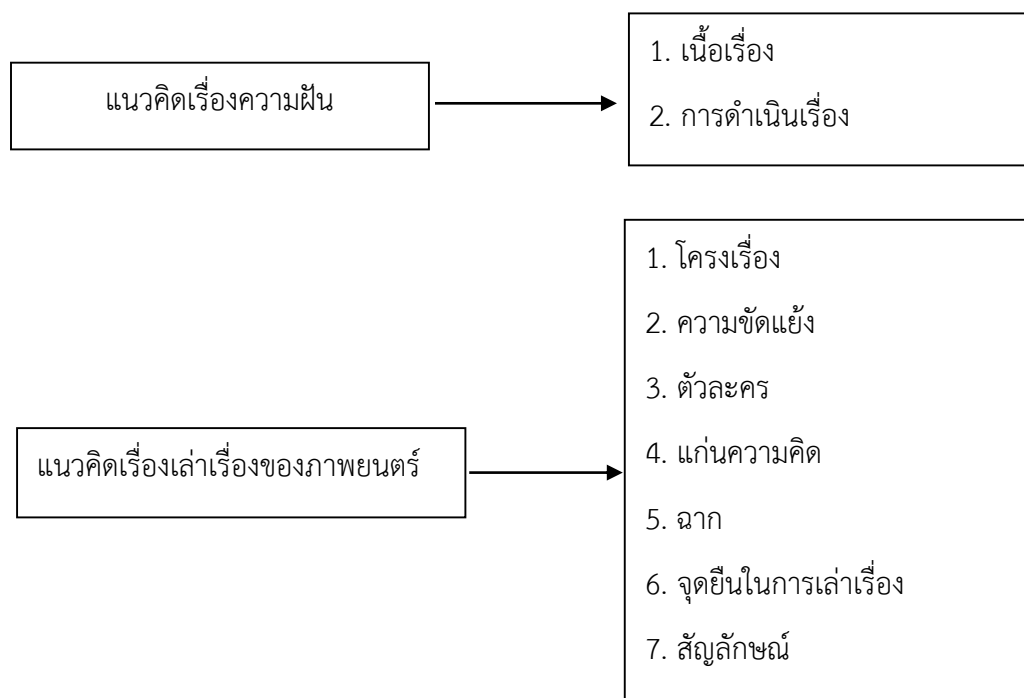 แนวคิดเรื่องความฝัน
1. เนื้อเรื่อง
2. การดำเนินเรื่อง
แนวคิดเรื่องเล่าเรื่องของภาพยนตร์
1. โครงเรื่อง
2. ความขัดแย้ง
3. ตัวละคร
4. แก่นความคิด
5. ฉาก
6. จุดยืนในการเล่าเรื่อง
7. สัญลักษณ์